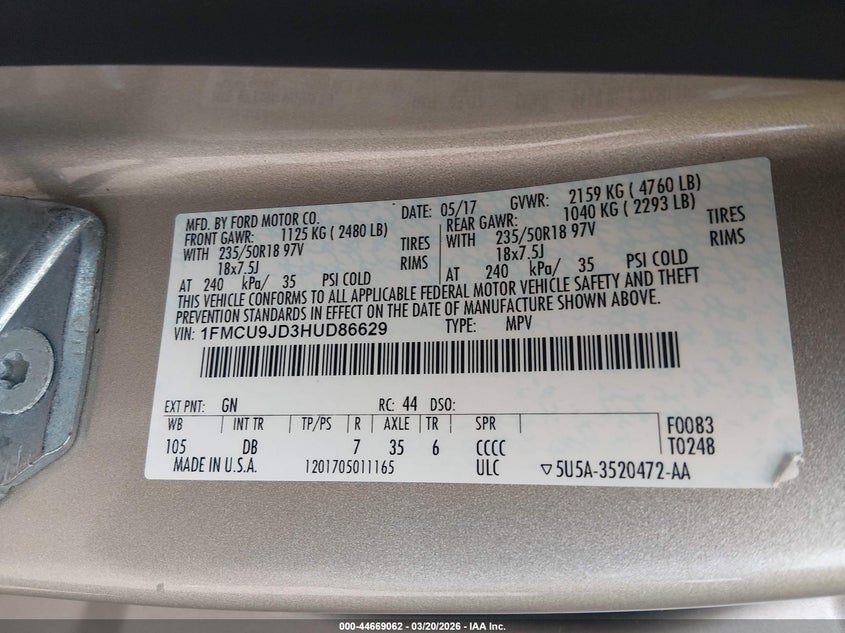 MFD. BY FORD MOTOR CO. DATE: 05/17 GVWR: 2159 KG ( 4760 LB)
FRONT GAWR: 1125 KG ( 2480 LB) REAR GAWR: 1040 KG ( 2293 LB)
WITH 235/50R18 97V TIRES WITH 235/50R18 97V TIRES
18x7.5J RIMS 18x7.5J RIMS
AT 240 kPa/ 35 PSI COLD AT 240 kPa/ 35 PSI COLD
THIS VEHICLE CONFORMS TO ALL APPLICABLE FEDERAL MOTOR VEHICLE SAFETY AND THEFT
PREVENTION STANDARDS IN EFFECT ON THE DATE OF MANUFACTURE SHOWN ABOVE.
VIN: 1FMCU9JD3HUD86629 TYPE: MPV
EXT PNT: GN RC: 44 DSO:
WB INT TR TP/PS R AXLE TR SPR F0083
105 DB 7 35 6 CCCC T0248
MADE IN U.S.A. 1201705011165 ULC ▽5U5A-3520472-AA
000-44669062 - 03/20/2026 - IAA Inc.